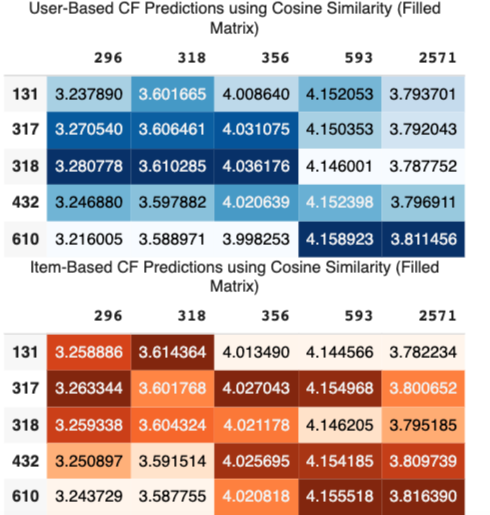 User-Based CF Predictions using Cosine Similarity (Filled
Matrix)
296 318 356 593 2571
131 3.237890 3.601665 4.008640 4.152053 3.793701
317 3.270540 3.606461 4.031075 4.150353 3.792043
318 3.280778 3.610285 4.036176 4.146001 3.787752
432 3.246880 3.597882 4.020639 4.152398 3.796911
610 3.216005 3.588971 3.998253 4.158923 3.811456
Item-Based CF Predictions using Cosine Similarity (Filled
Matrix)
296 318 356 593 2571
131 3.258886 3.614364 4.013490 4.144566 3.782234
317 3.263344 3.601768 4.027043 4.154968 3.800652
318 3.259338 3.604324 4.021178 4.146205 3.795185
432 3.250897 3.591514 4.025695 4.154185 3.809739
610 3.243729 3.587755 4.020818 4.155518 3.816390